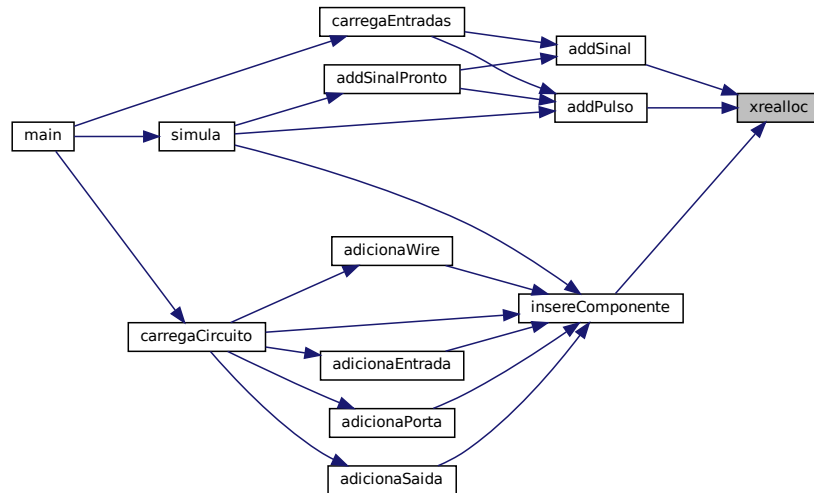 carregaEntradas
addSinal
addSinalPronto
addPulso
xrealloc
main
simula
adicionaWire
insereComponente
carregaCircuito
adicionaEntrada
adicionaPorta
adicionaSaida